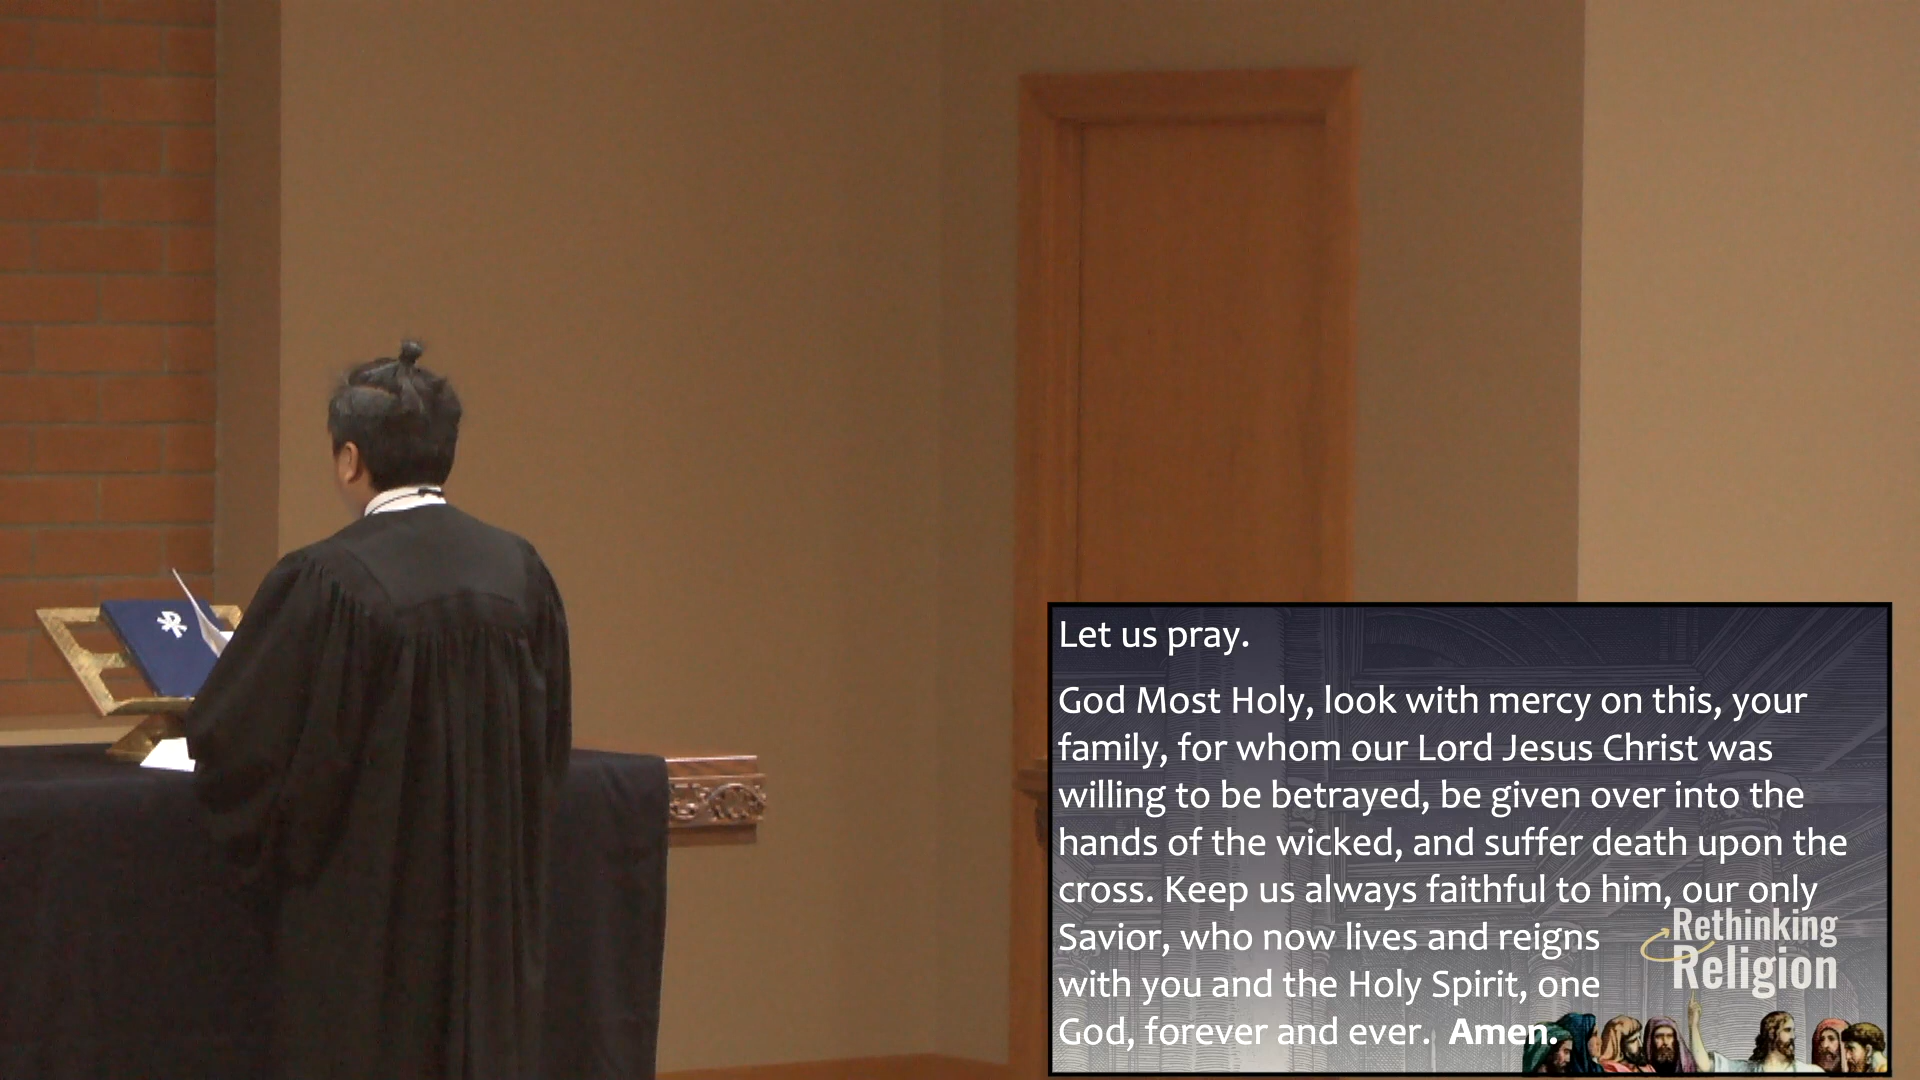 Let us pray.
God Most Holy, look with mercy on this, your
family, for whom our Lord Jesus Christ was
willing to be betrayed, be given over into the
hands of the wicked, and suffer death upon the
cross. Keep us always faithful to him, our only
Savior, who now lives and reigns
with you and the Holy Spirit, one
God, forever and ever. Amen.
Rethinking
Religion